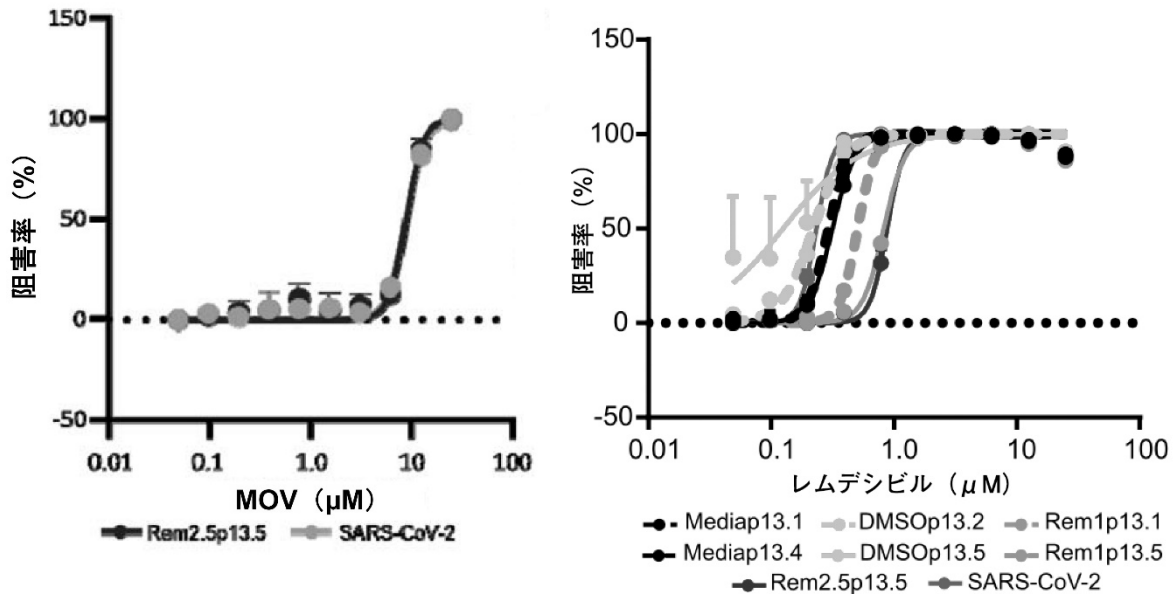 150
100
50
0
-50
阻害率 (%)
0.01 0.1 1.0 10 100
MOV (μM)
Rem2.5p13.5 SARS-CoV-2
150
100
50
0
-50
阻害率 (%)
0.01 0.1 1.0 10 100
レムデシビル (μM)
Mediap13.1 DMSOp13.2 Rem1p13.1
Mediap13.4 DMSOp13.5 Rem1p13.5
Rem2.5p13.5 SARS-CoV-2